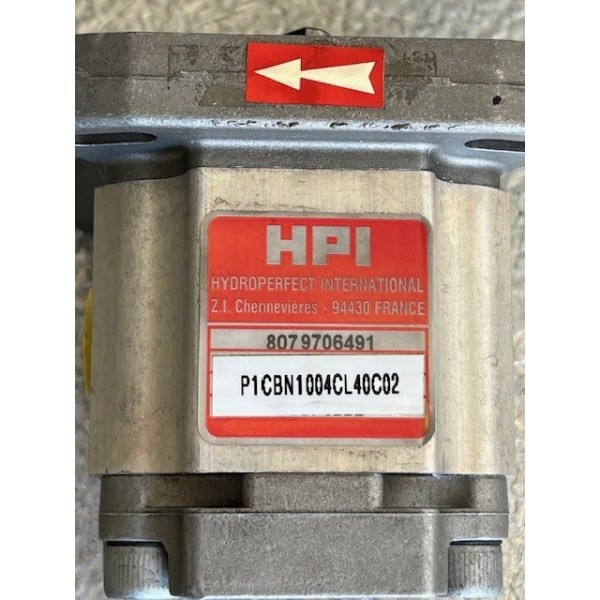 HPI
HYDROPERFECT INTERNATIONAL
Z.I. Chennevières - 94430 FRANCE
8079706491
P1CBN1004CL40C02